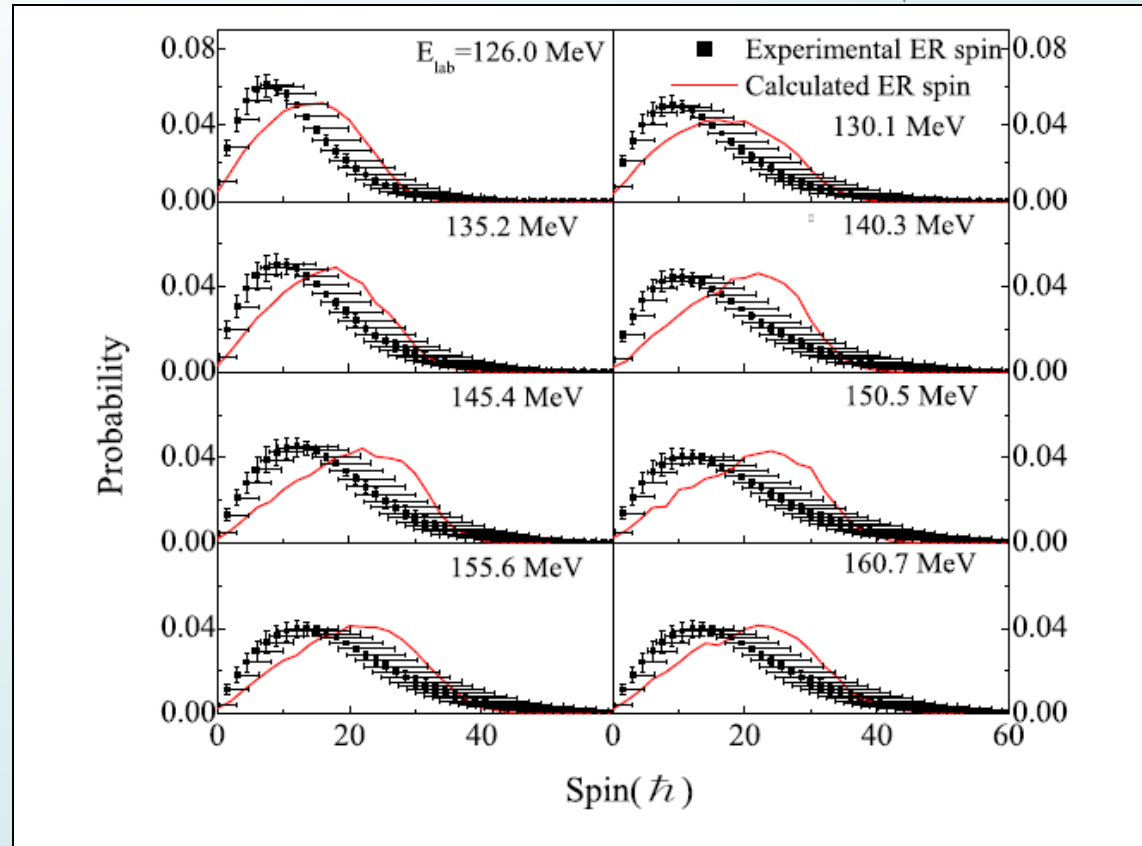 0.08
E_lab=126.0 MeV
Experimental ER spin
0.08
Calculated ER spin
0.04
130.1 MeV
0.04
0.00
0.00
135.2 MeV
140.3 MeV
0.04
0.04
0.00
0.00
145.4 MeV
150.5 MeV
0.04
0.04
0.00
0.00
155.6 MeV
160.7 MeV
0.04
0.04
0.00
0.00
0 20 40 0 20 40 60
Probability
Spin( ℏ )